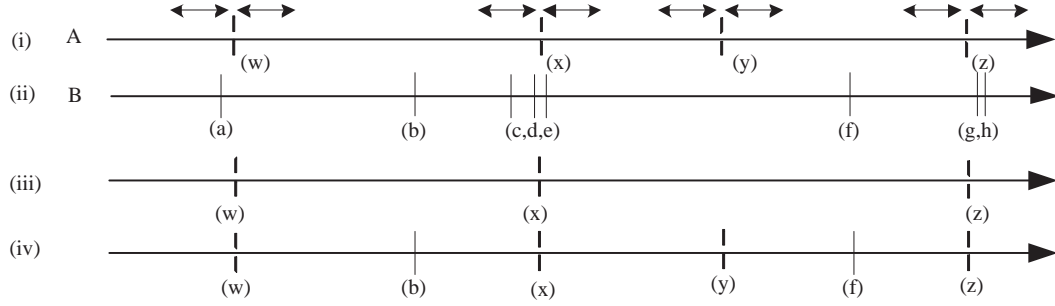 (i) A
(w) (x) (y) (z)
(ii) B
(a) (b) (c,d,e) (f) (g,h)
(iii)
(w) (x) (z)
(iv)
(w) (b) (x) (y) (f) (z)